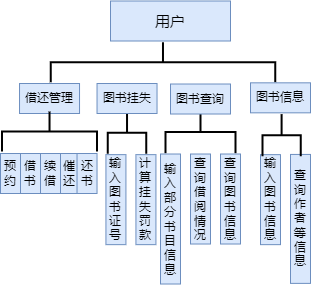 用户
借还管理
图书挂失
图书查询
图书信息
预约
借书
续借
催还
还书
输入图书证号
计算挂失罚款
输入部分书目信息
查询借阅情况
查询图书信息
输入图书信息
查询作者等信息